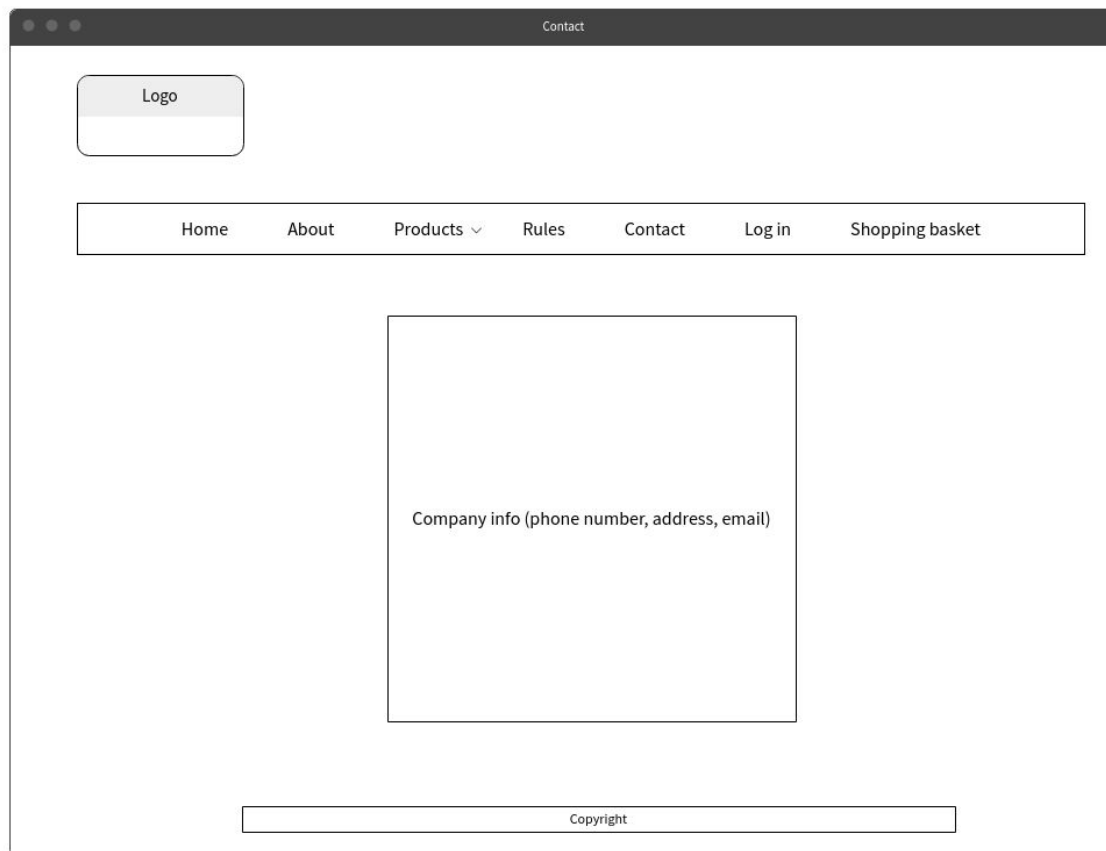 Contact
Logo
Home About Products Rules Contact Log in Shopping basket
Company info (phone number, address, email)
Copyright